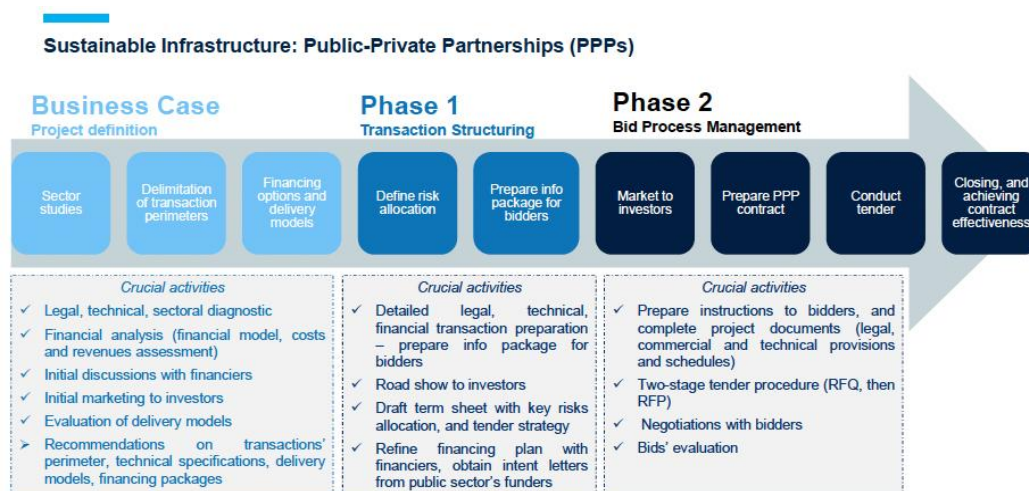 Sustainable Infrastructure: Public-Private Partnerships (PPPs)
Business Case
Project definition
Phase 1
Transaction Structuring
Phase 2
Bid Process Management
Sector
studies
Delimitation
of transaction
perimeters
Financing
options and
delivery
models
Define risk
allocation
Prepare info
package for
bidders
Market to
investors
Prepare PPP
contract
Conduct
tender
Closing, and
achieving
contract
effectiveness
Crucial activities
✓ Legal, technical, sectoral diagnostic
✓ Financial analysis (financial model, costs
and revenues assessment)
✓ Initial discussions with financiers
✓ Initial marketing to investors
✓ Evaluation of delivery models
➢ Recommendations on transactions'
perimeter, technical specifications, delivery
models, financing packages
Crucial activities
✓ Detailed legal, technical,
financial transaction preparation
– prepare info package for
bidders
✓ Road show to investors
✓ Draft term sheet with key risks
allocation, and tender strategy
✓ Refine financing plan with
financiers, obtain intent letters
from public sector's funders
Crucial activities
✓ Prepare instructions to bidders, and
complete project documents (legal,
commercial and technical provisions
and schedules)
✓ Two-stage tender procedure (RFQ, then
RFP)
✓ Negotiations with bidders
✓ Bids' evaluation